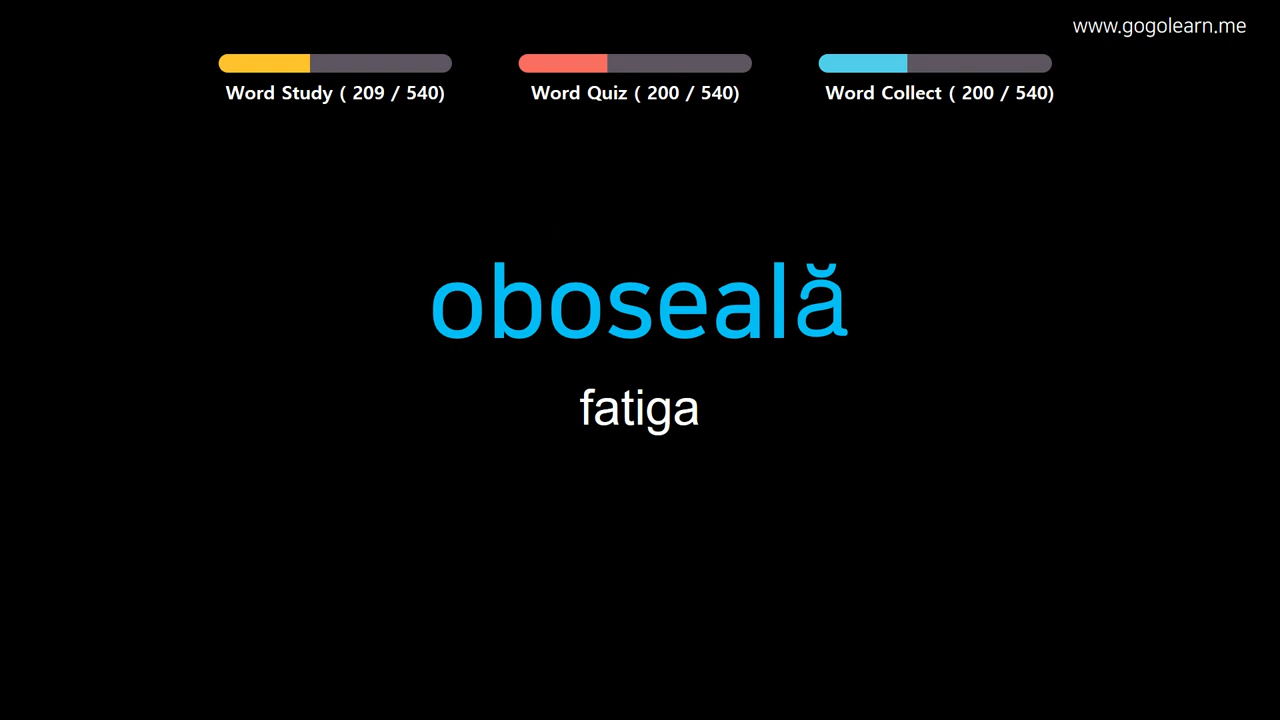 www.gogolearn.me
Word Study ( 209 / 540)
Word Quiz ( 200 / 540)
Word Collect ( 200 / 540)
oboseală
fatiga